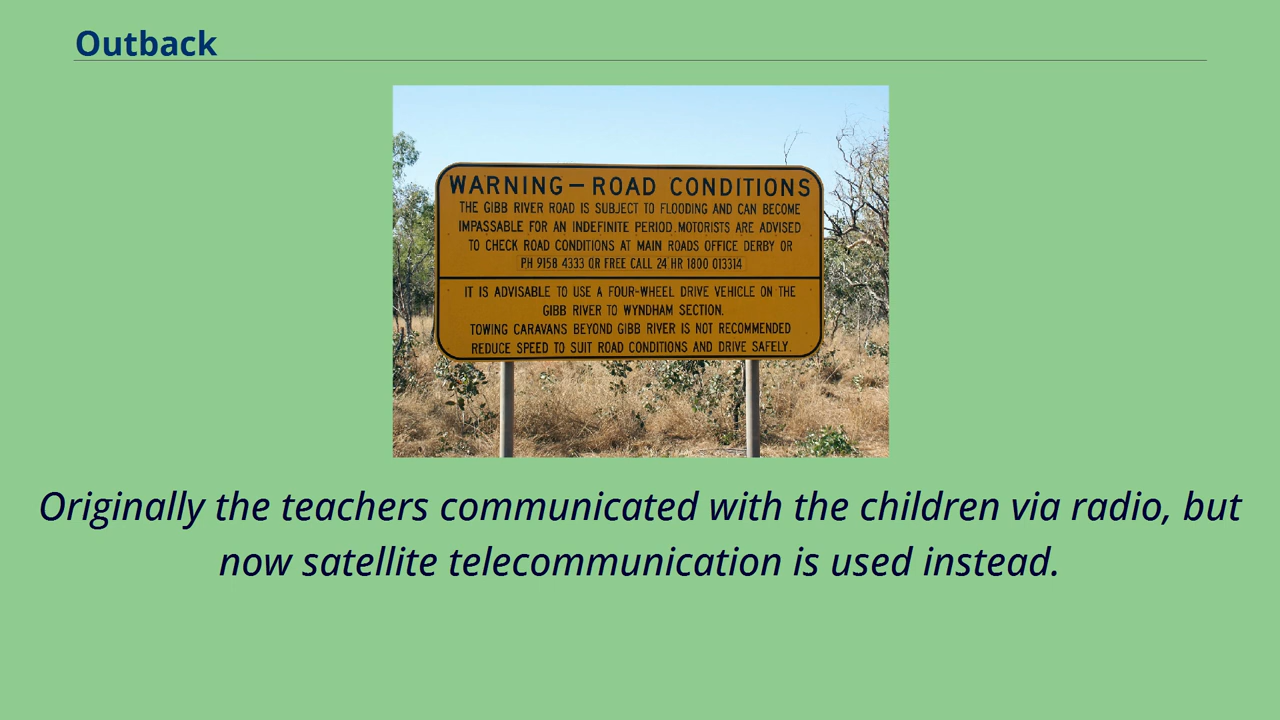 Outback
WARNING – ROAD CONDITIONS
THE GIBB RIVER ROAD IS SUBJECT TO FLOODING AND CAN BECOME
IMPASSABLE FOR AN INDEFINITE PERIOD. MOTORISTS ARE ADVISED
TO CHECK ROAD CONDITIONS AT MAIN ROADS OFFICE DERBY OR
PH 9158 4333 OR FREE CALL 24 HR 1800 013314
IT IS ADVISABLE TO USE A FOUR-WHEEL DRIVE VEHICLE ON THE
GIBB RIVER TO WYNDHAM SECTION.
TOWING CARAVANS BEYOND GIBB RIVER IS NOT RECOMMENDED
REDUCE SPEED TO SUIT ROAD CONDITIONS AND DRIVE SAFELY.
Originally the teachers communicated with the children via radio, but
now satellite telecommunication is used instead.